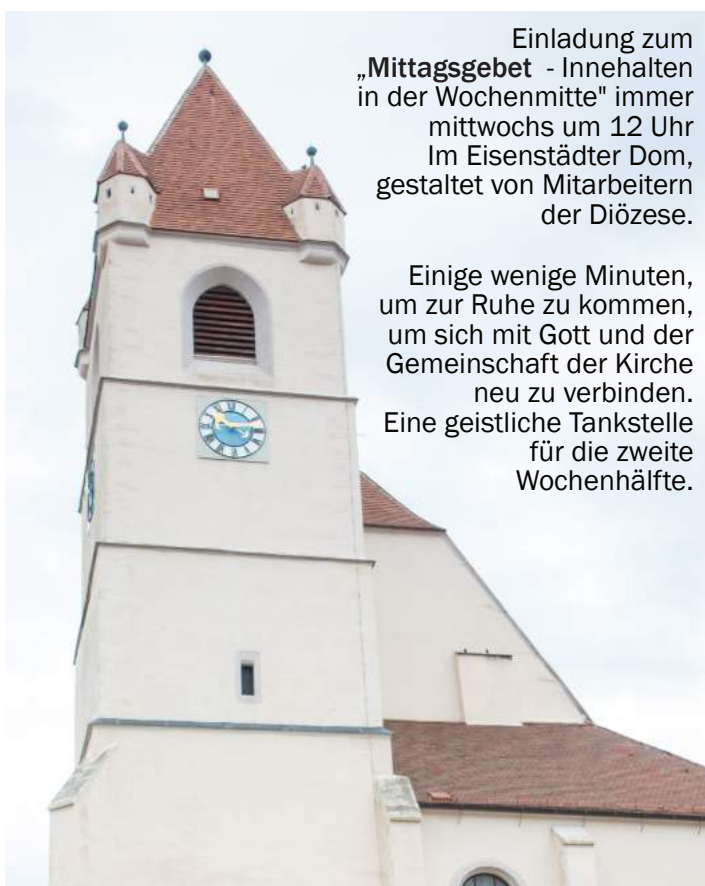 Einladung zum
„Mittagsgebet - Innehalten
in der Wochenmitte" immer
mittwochs um 12 Uhr
Im Eisenstädter Dom,
gestaltet von Mitarbeitern
der Diözese.
Einige wenige Minuten,
um zur Ruhe zu kommen,
um sich mit Gott und der
Gemeinschaft der Kirche
neu zu verbinden.
Eine geistliche Tankstelle
für die zweite
Wochenhälfte.